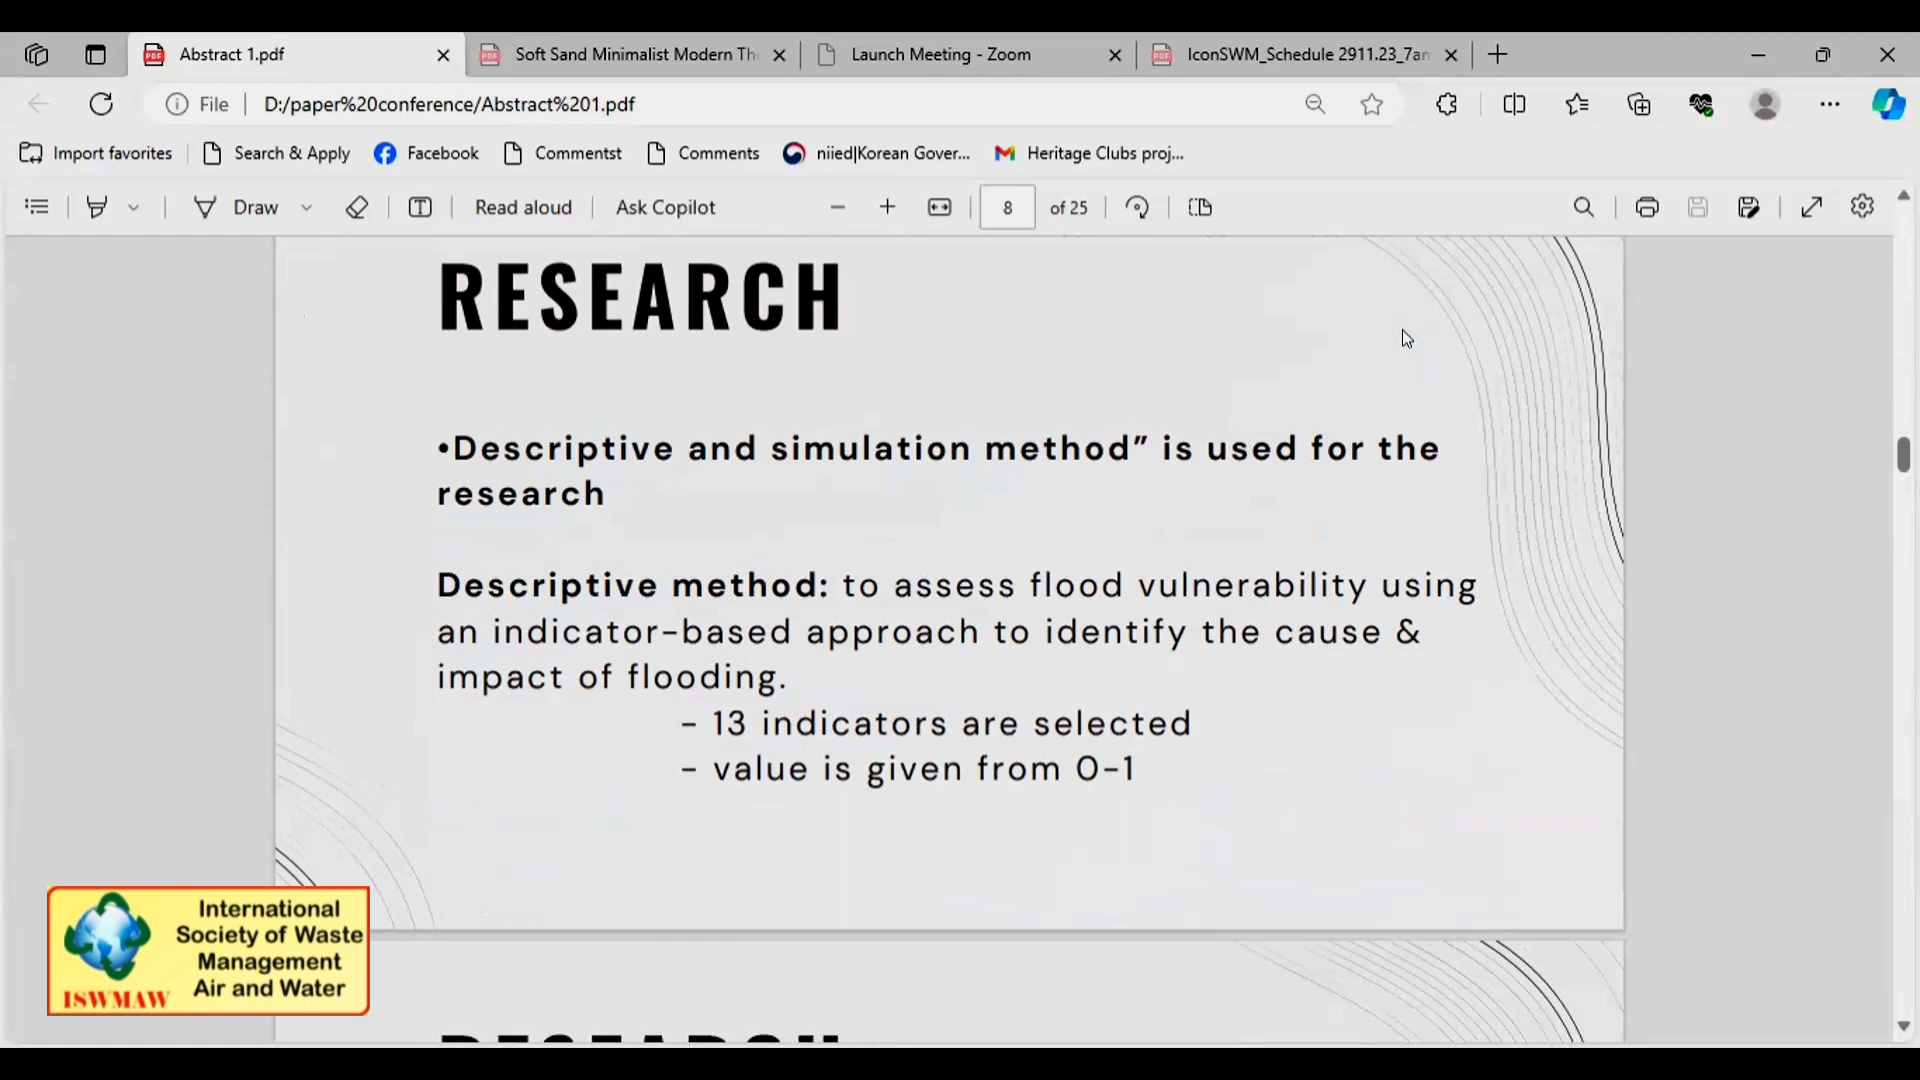 Abstract 1.pdf
Soft Sand Minimalist Modern Th
Launch Meeting - Zoom
IconSWM_Schedule 2911.23_7am
File
D:/paper%20conference/Abstract%201.pdf
Import favorites
Search & Apply
Facebook
Commentst
Comments
niied|Korean Gover...
Heritage Clubs proj...
Draw
Read aloud
Ask Copilot
8
of 25
RESEARCH
•Descriptive and simulation method” is used for the
research
Descriptive method: to assess flood vulnerability using
an indicator-based approach to identify the cause &
impact of flooding.
- 13 indicators are selected
- value is given from 0-1
International
Society of Waste
Management
Air and Water
ISWMAW
RESEARCH